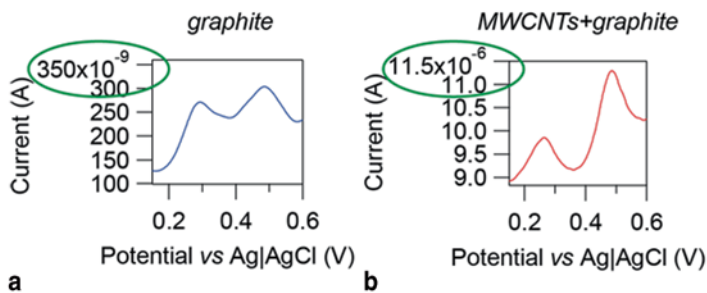 graphite
350x10⁻⁹
300
250
200
150
100
Current (A)
0.2 0.4 0.6
Potential vs Ag|AgCl (V)
a
MWCNTs+graphite
11.5x10⁻⁶
11.0
10.5
10.0
9.5
9.0
Current (A)
0.2 0.4 0.6
Potential vs Ag|AgCl (V)
b